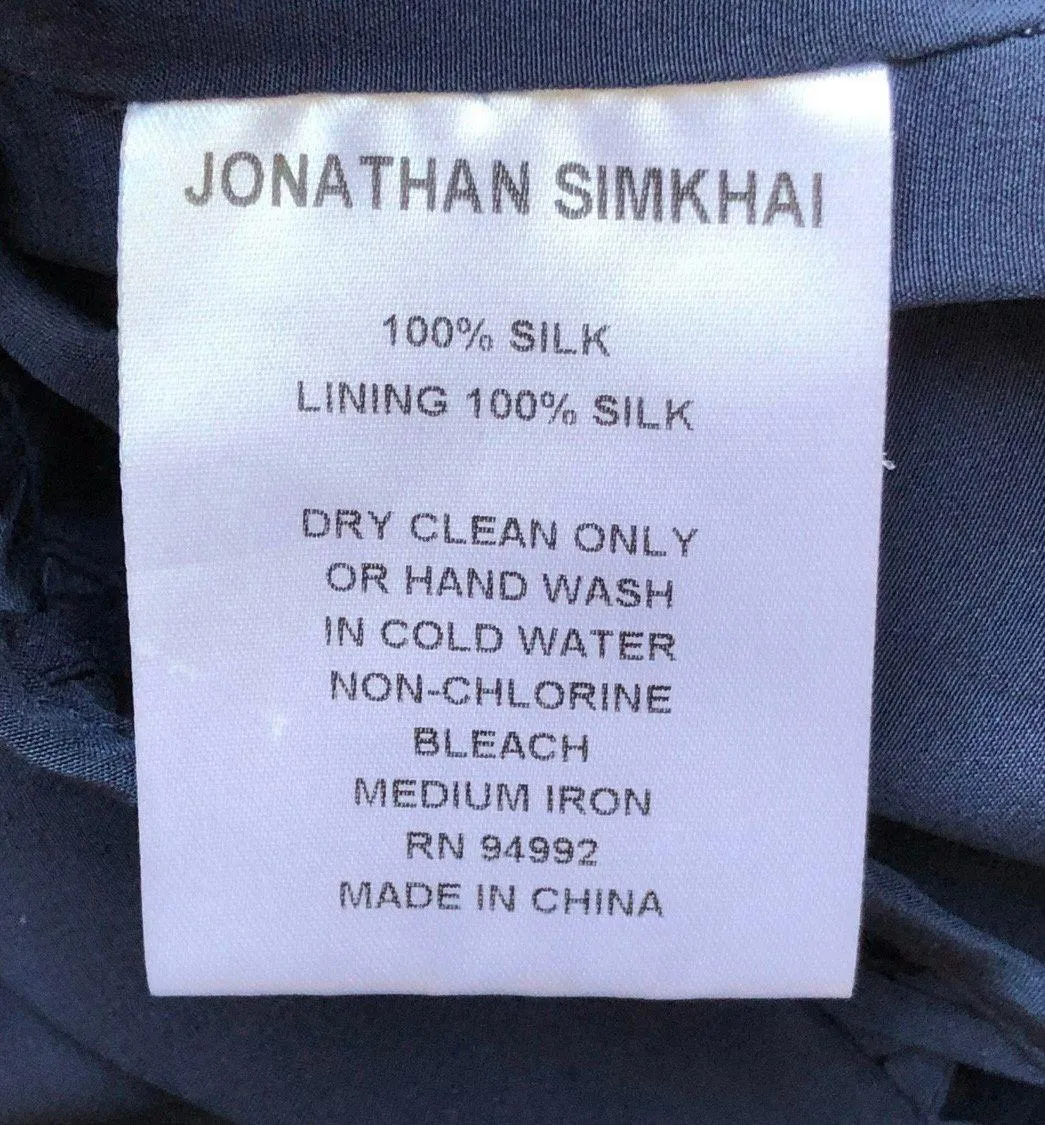 JONATHAN SIMKHAI
100% SILK
LINING 100% SILK
DRY CLEAN ONLY
OR HAND WASH
IN COLD WATER
NON-CHLORINE
BLEACH
MEDIUM IRON
RN 94992
MADE IN CHINA